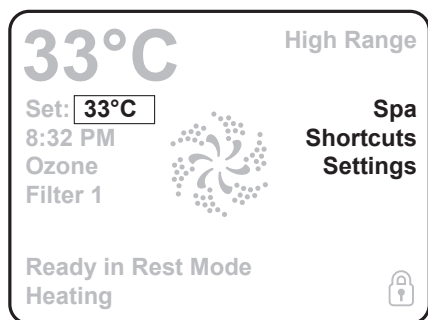 33°C
High Range
Set: 33°C
Spa
8:32 PM
Shortcuts
Ozone
Settings
Filter 1
Ready in Rest Mode
Heating